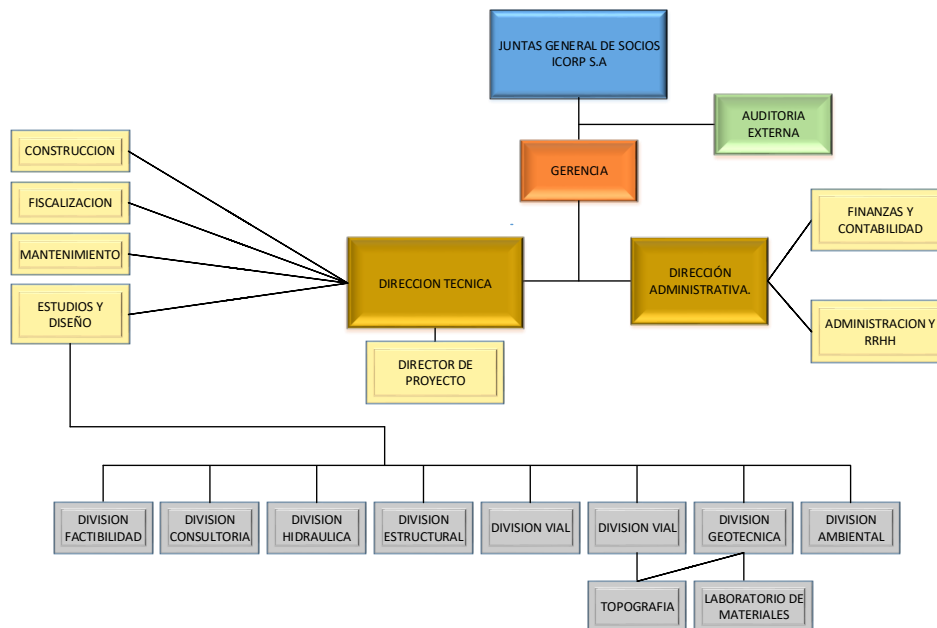 JUNTAS GENERAL DE SOCIOS
ICORP S.A
AUDITORIA
EXTERNA
GERENCIA
CONSTRUCCION
FISCALIZACION
MANTENIMIENTO
ESTUDIOS Y
DISEÑO
DIRECCION TECNICA
DIRECCIÓN
ADMINISTRATIVA.
FINANZAS Y
CONTABILIDAD
ADMINISTRACION Y
RRHH
DIRECTOR DE
PROYECTO
DIVISION
FACTIBILIDAD
DIVISION
CONSULTORIA
DIVISION
HIDRAULICA
DIVISION
ESTRUCTURAL
DIVISION VIAL
DIVISION VIAL
DIVISION
GEOTECNICA
DIVISION
AMBIENTAL
TOPOGRAFIA
LABORATORIO DE
MATERIALES